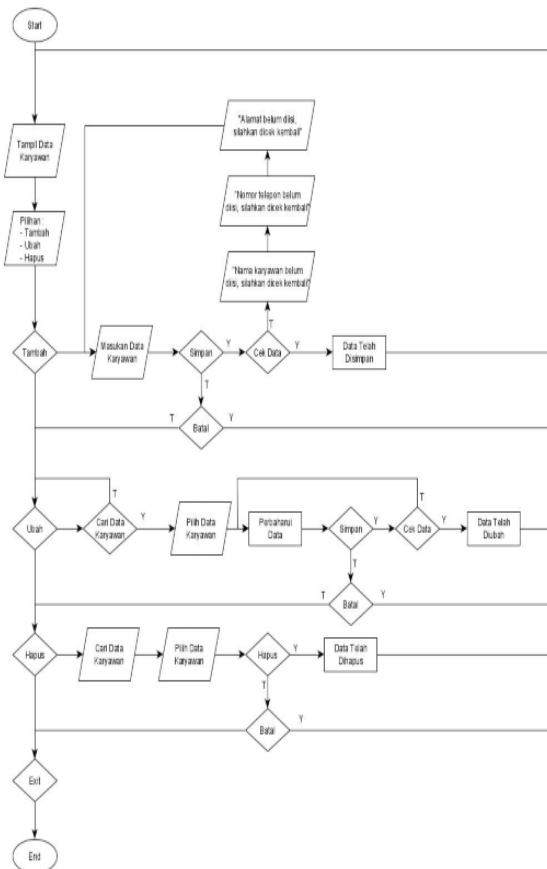 Start
Tampil Data
Karyawan
Pilihan :
- Tambah
- Ubah
- Hapus
"Alamat belum diisi,
silahkan dicek kembali"
"Nomor telepon belum
diisi, silahkan dicek kembali"
"Nama karyawan belum
diisi, silahkan dicek kembali"
T
Tambah
Masukan Data
Karyawan
Simpan
Y
Cek Data
Y
Data Telah
Disimpan
T
T
Batal
Y
T
T
Ubah
Cari Data
Karyawan
Y
Pilih Data
Karyawan
Perbaharui
Data
Simpan
Y
Cek Data
Y
Data Telah
Diubah
T
T
Batal
Y
Hapus
Cari Data
Karyawan
Pilih Data
Karyawan
Hapus
Y
Data Telah
Dihapus
T
Batal
Y
Exit
End